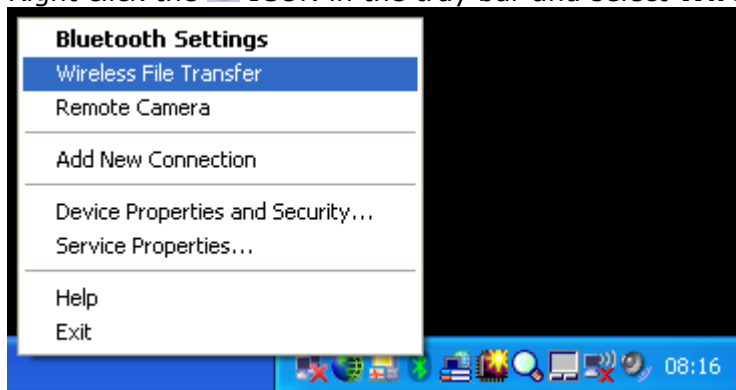 Right click the icon in the tray bar and select
Bluetooth Settings
Wireless File Transfer
Remote Camera
Add New Connection
Device Properties and Security...
Service Properties...
Help
Exit
08:16